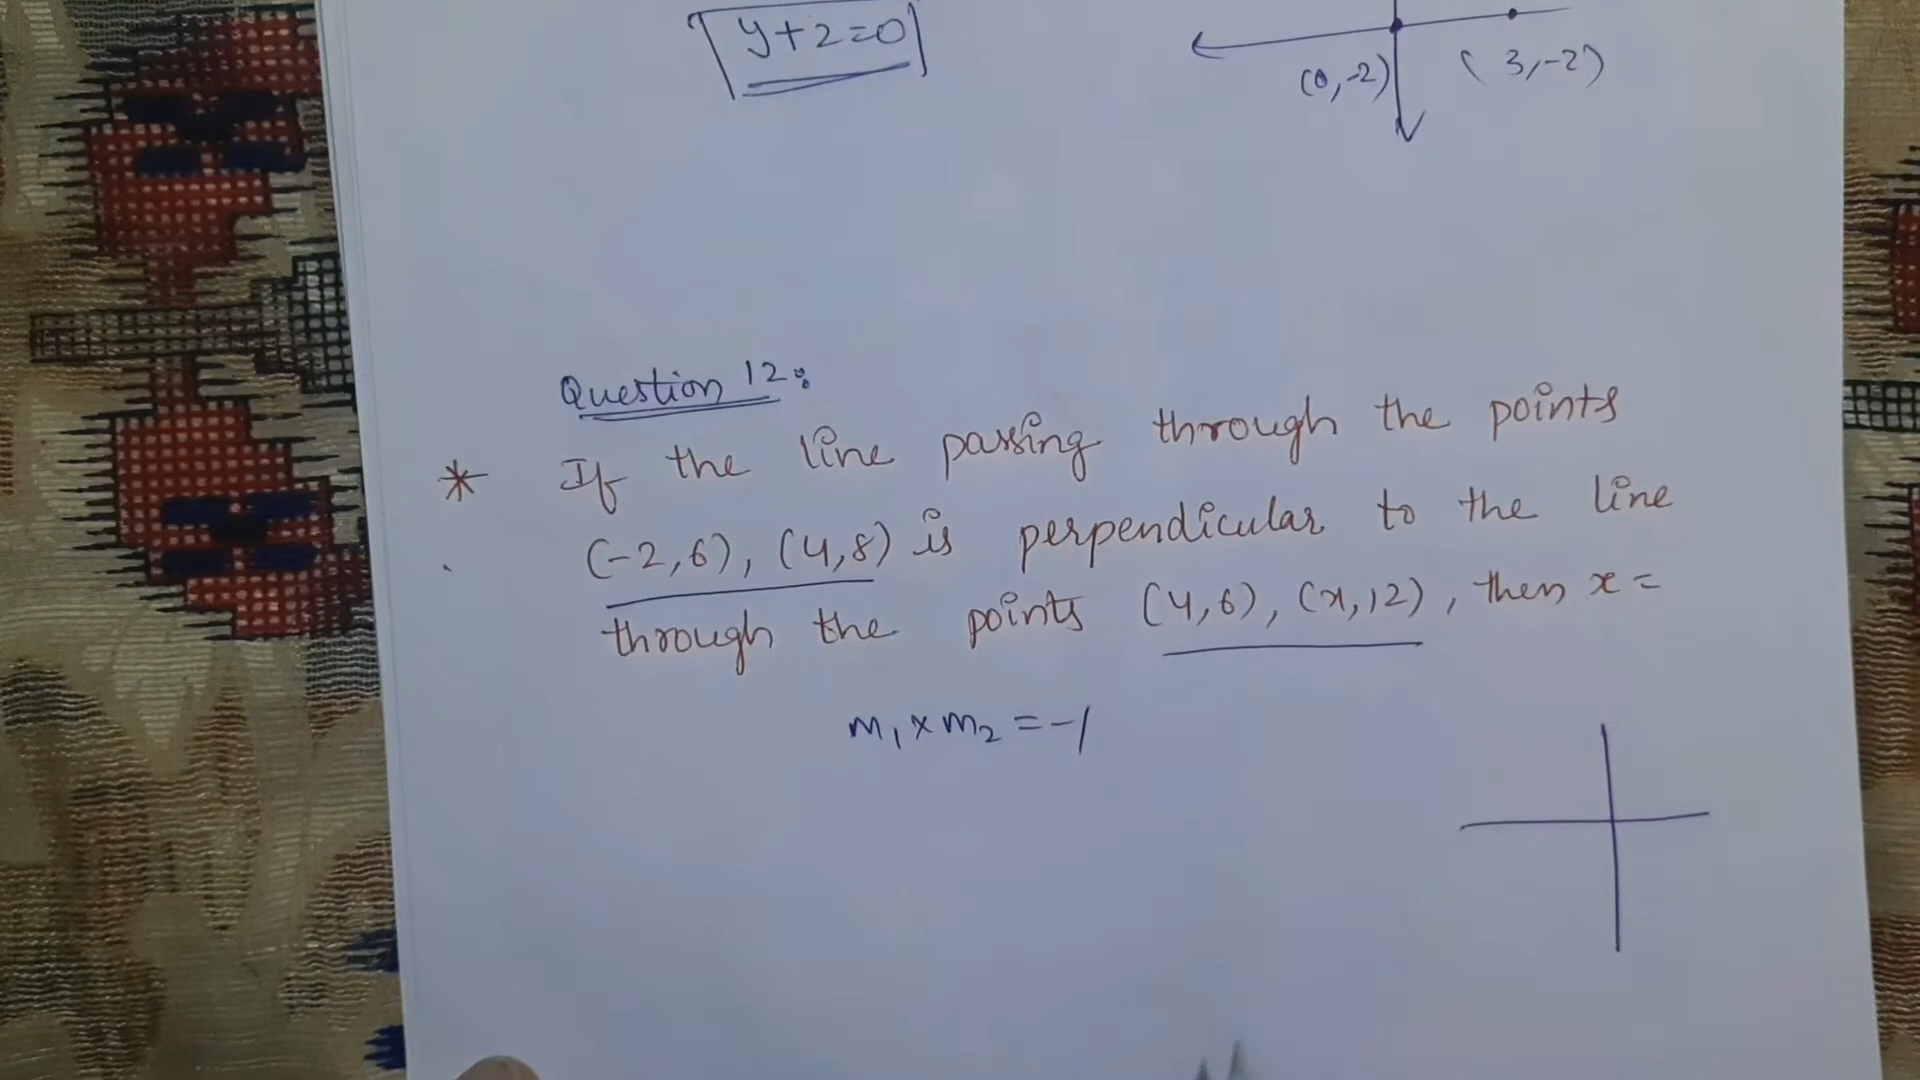 y+2=0
(0,-2) (3,-2)
Question 12:
* If the line passing through the points
(-2,6), (4,8) is perpendicular to the line
through the points (4,6), (x,12), then x =
m₁ x m₂ = -1